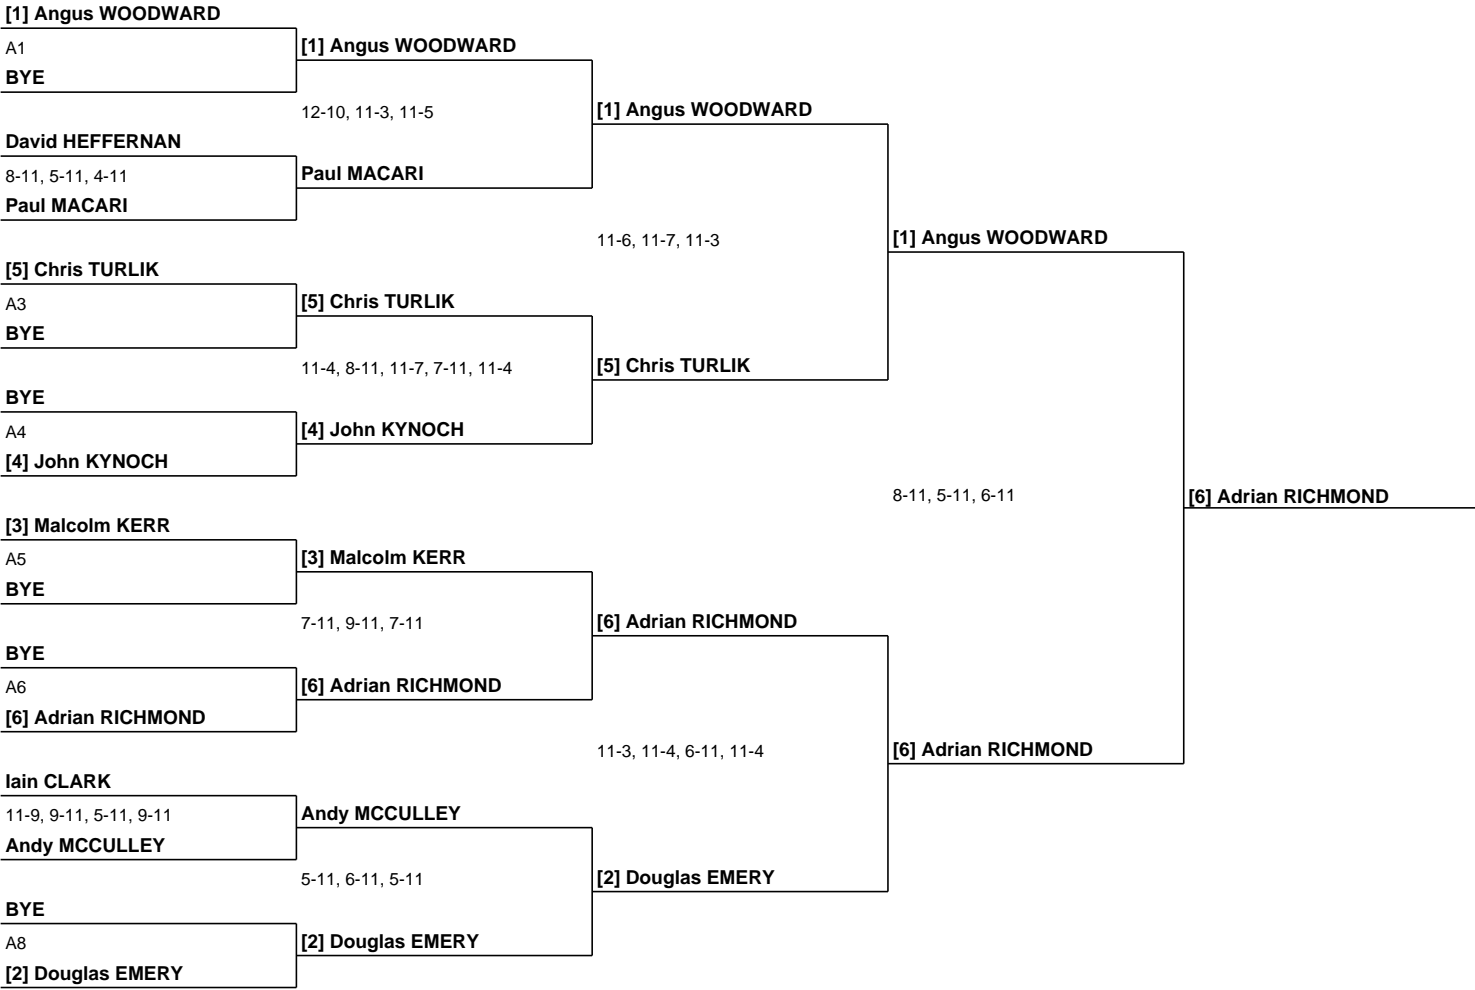 [1] Angus WOODWARD
A1
[1] Angus WOODWARD
BYE
12-10, 11-3, 11-5
[1] Angus WOODWARD
David HEFFERNAN
8-11, 5-11, 4-11
Paul MACARI
Paul MACARI
11-6, 11-7, 11-3
[1] Angus WOODWARD
[5] Chris TURLIK
A3
[5] Chris TURLIK
BYE
11-4, 8-11, 11-7, 7-11, 11-4
[5] Chris TURLIK
BYE
A4
[4] John KYNOCH
[4] John KYNOCH
8-11, 5-11, 6-11
[6] Adrian RICHMOND
[3] Malcolm KERR
A5
[3] Malcolm KERR
BYE
7-11, 9-11, 7-11
[6] Adrian RICHMOND
BYE
A6
[6] Adrian RICHMOND
[6] Adrian RICHMOND
11-3, 11-4, 6-11, 11-4
[6] Adrian RICHMOND
Iain CLARK
11-9, 9-11, 5-11, 9-11
Andy MCCULLEY
Andy MCCULLEY
5-11, 6-11, 5-11
[2] Douglas EMERY
BYE
A8
[2] Douglas EMERY
[2] Douglas EMERY